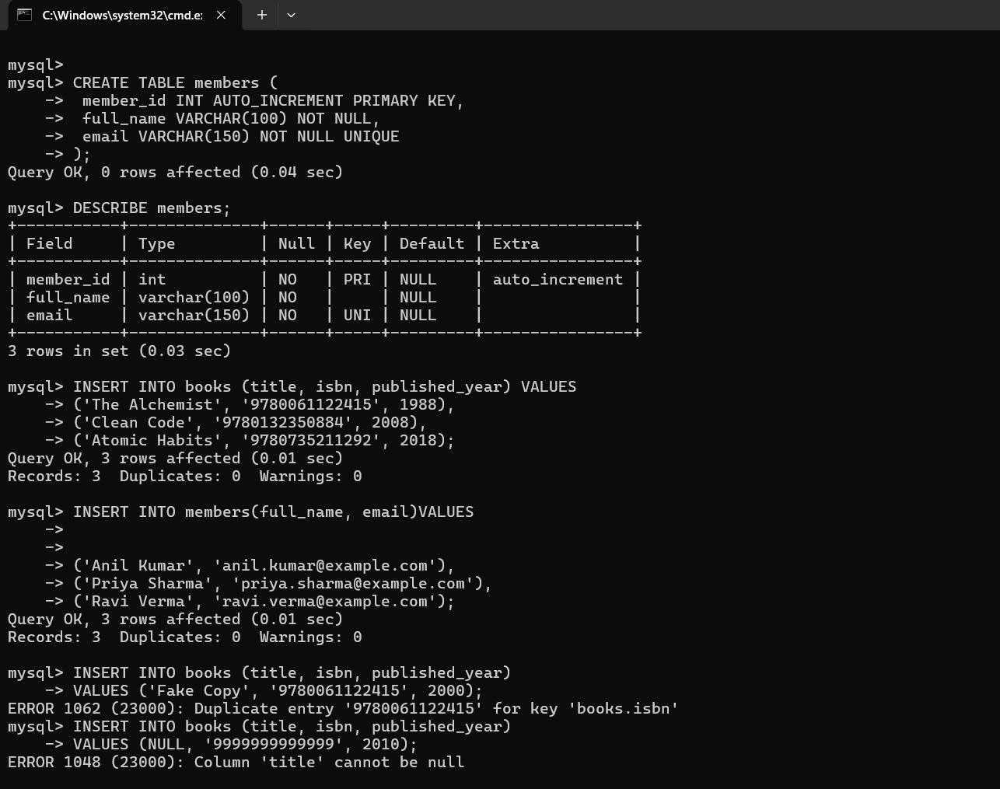 C:\Windows\system32\cmd.e:
mysql>
mysql> CREATE TABLE members (
    ->  member_id INT AUTO_INCREMENT PRIMARY KEY,
    ->  full_name VARCHAR(100) NOT NULL,
    ->  email VARCHAR(150) NOT NULL UNIQUE
    -> );
Query OK, 0 rows affected (0.04 sec)
mysql> DESCRIBE members;
+-----------+--------------+------+-----+---------+----------------+
| Field     | Type         | Null | Key | Default | Extra          |
+-----------+--------------+------+-----+---------+----------------+
| member_id | int          | NO   | PRI | NULL    | auto_increment |
| full_name | varchar(100) | NO   |     | NULL    |                |
| email     | varchar(150) | NO   | UNI | NULL    |                |
+-----------+--------------+------+-----+---------+----------------+
3 rows in set (0.03 sec)
mysql> INSERT INTO books (title, isbn, published_year) VALUES
    -> ('The Alchemist', '9780061122415', 1988),
    -> ('Clean Code', '9780132350884', 2008),
    -> ('Atomic Habits', '9780735211292', 2018);
Query OK, 3 rows affected (0.01 sec)
Records: 3  Duplicates: 0  Warnings: 0
mysql> INSERT INTO members(full_name, email)VALUES
    ->
    ->
    -> ('Anil Kumar', 'anil.kumar@example.com'),
    -> ('Priya Sharma', 'priya.sharma@example.com'),
    -> ('Ravi Verma', 'ravi.verma@example.com');
Query OK, 3 rows affected (0.01 sec)
Records: 3  Duplicates: 0  Warnings: 0
mysql> INSERT INTO books (title, isbn, published_year)
    -> VALUES ('Fake Copy', '9780061122415', 2000);
ERROR 1062 (23000): Duplicate entry '9780061122415' for key 'books.isbn'
mysql> INSERT INTO books (title, isbn, published_year)
    -> VALUES (NULL, '9999999999999', 2010);
ERROR 1048 (23000): Column 'title' cannot be null